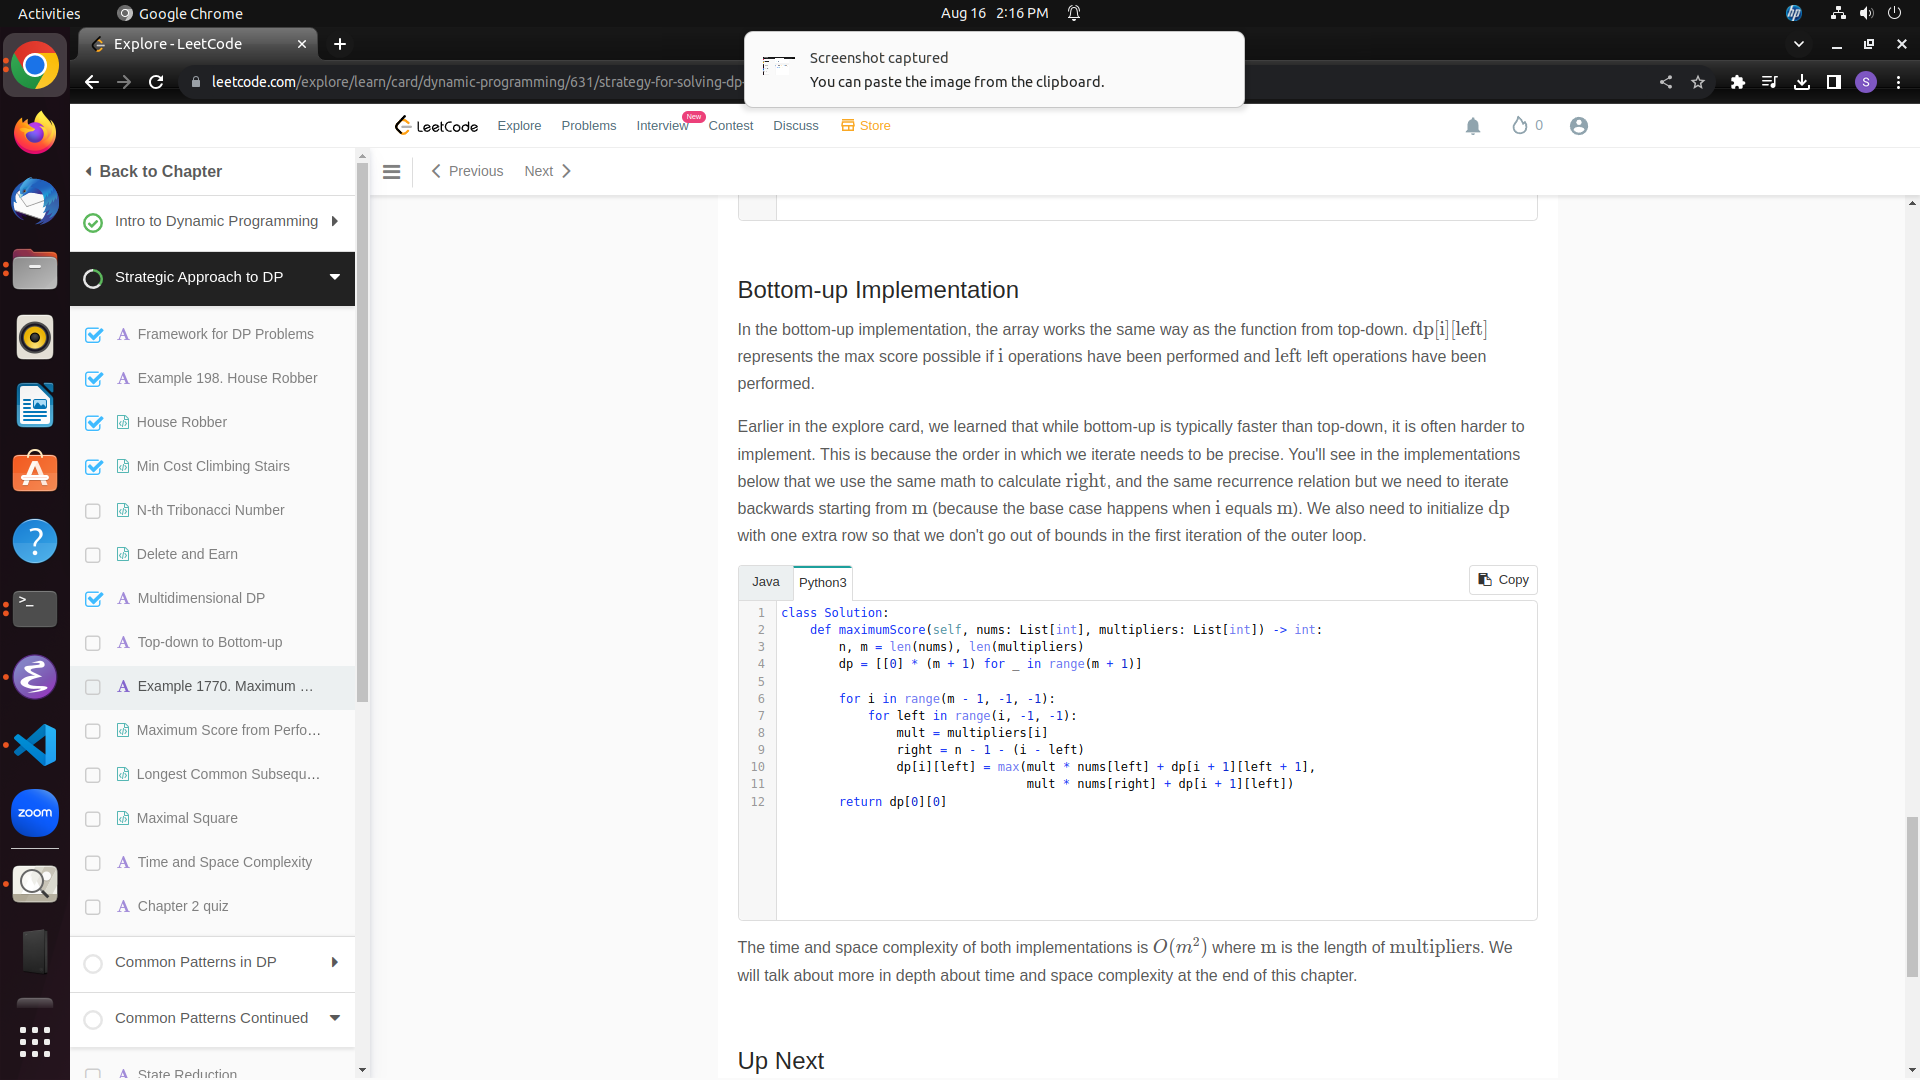 Activities
Google Chrome
Aug 16 2:16 PM
Explore - LeetCode
leetcode.com/explore/learn/card/dynamic-programming/631/strategy-for-solving-dp-
Screenshot captured
You can paste the image from the clipboard.
S
LeetCode
Explore
Problems
Interview
New
Contest
Discuss
Store
0
Back to Chapter
Previous
Next
Intro to Dynamic Programming
Strategic Approach to DP
A Framework for DP Problems
A Example 198. House Robber
House Robber
Min Cost Climbing Stairs
N-th Tribonacci Number
Delete and Earn
A Multidimensional DP
A Top-down to Bottom-up
A Example 1770. Maximum ...
Maximum Score from Perfo...
Longest Common Subsequ...
Maximal Square
A Time and Space Complexity
A Chapter 2 quiz
Common Patterns in DP
Common Patterns Continued
A State Reduction
hp
zoom
Bottom-up Implementation
In the bottom-up implementation, the array works the same way as the function from top-down. dp[i][left]
represents the max score possible if i operations have been performed and left left operations have been
performed.
Earlier in the explore card, we learned that while bottom-up is typically faster than top-down, it is often harder to
implement. This is because the order in which we iterate needs to be precise. You'll see in the implementations
below that we use the same math to calculate right, and the same recurrence relation but we need to iterate
backwards starting from m (because the base case happens when i equals m). We also need to initialize dp
with one extra row so that we don't go out of bounds in the first iteration of the outer loop.
Java
Python3
Copy
1 class Solution:
2     def maximumScore(self, nums: List[int], multipliers: List[int]) -> int:
3         n, m = len(nums), len(multipliers)
4         dp = [[0] * (m + 1) for _ in range(m + 1)]
5
6         for i in range(m - 1, -1, -1):
7             for left in range(i, -1, -1):
8                 mult = multipliers[i]
9                 right = n - 1 - (i - left)
10                 dp[i][left] = max(mult * nums[left] + dp[i + 1][left + 1],
11                                   mult * nums[right] + dp[i + 1][left])
12         return dp[0][0]
The time and space complexity of both implementations is O(m²) where m is the length of multipliers. We
will talk about more in depth about time and space complexity at the end of this chapter.
Up Next